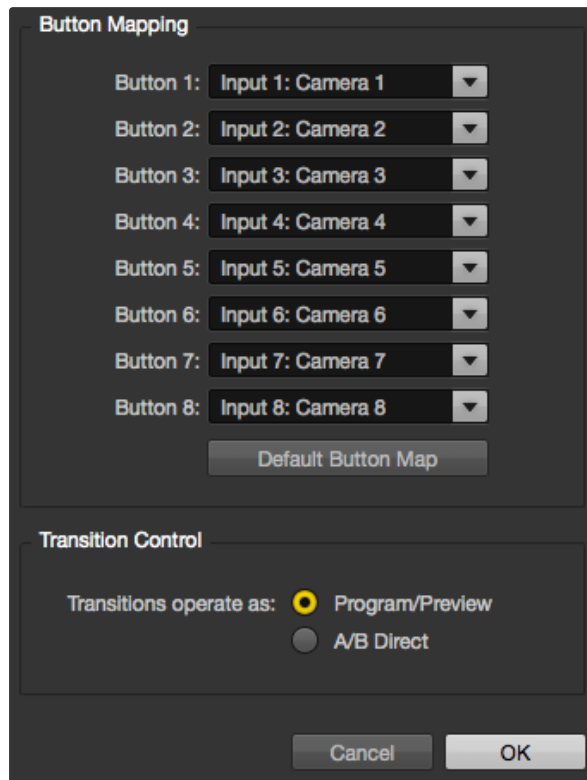 Button Mapping
Button 1: Input 1: Camera 1
Button 2: Input 2: Camera 2
Button 3: Input 3: Camera 3
Button 4: Input 4: Camera 4
Button 5: Input 5: Camera 5
Button 6: Input 6: Camera 6
Button 7: Input 7: Camera 7
Button 8: Input 8: Camera 8
Default Button Map
Transition Control
Transitions operate as: Program/Preview
A/B Direct
Cancel OK